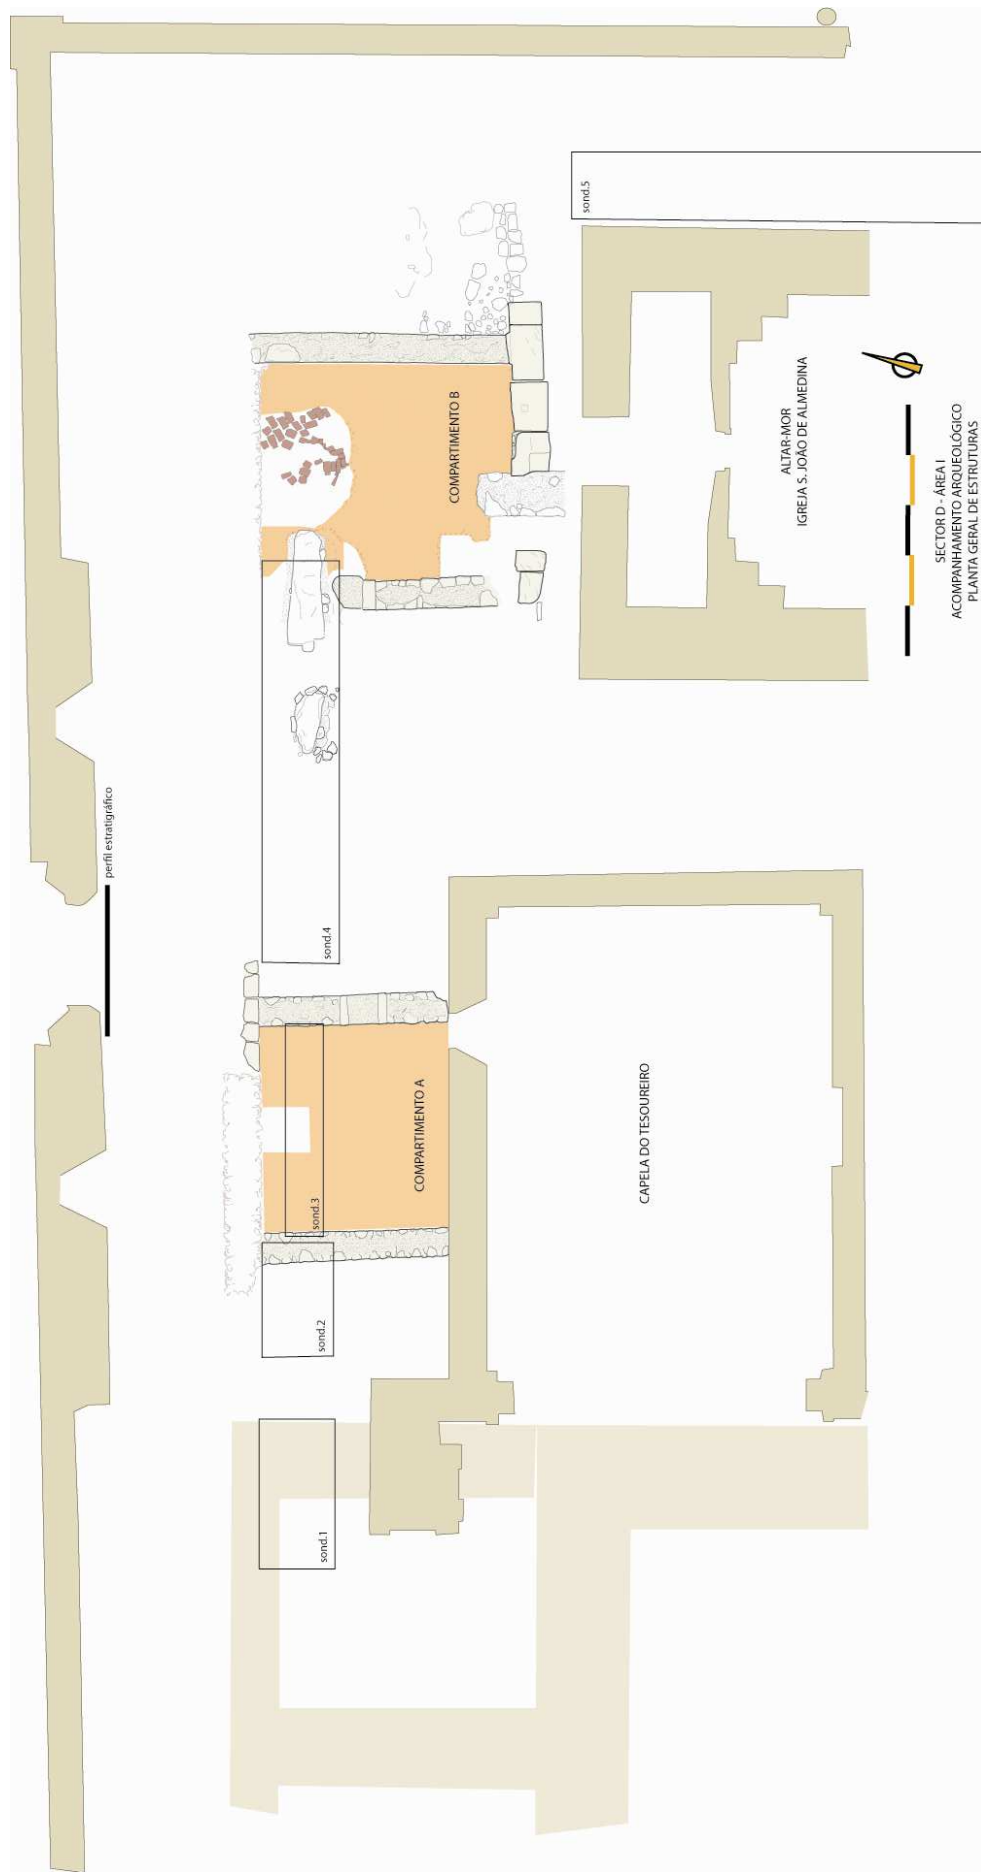 sond.5
ALTAR-MOR
IGREJA S. JOÃO DE ALMEDINA
COMPARTIMENTO B
SECTOR D - ÁREA I
ACOMPANHAMENTO ARQUEOLÓGICO
PLANTA GERAL DE ESTRUTURAS
perfil estratigráfico
sond.4
COMPARTIMENTO A
CAPELA DO TESOUREIRO
sond.3
sond.2
sond.1